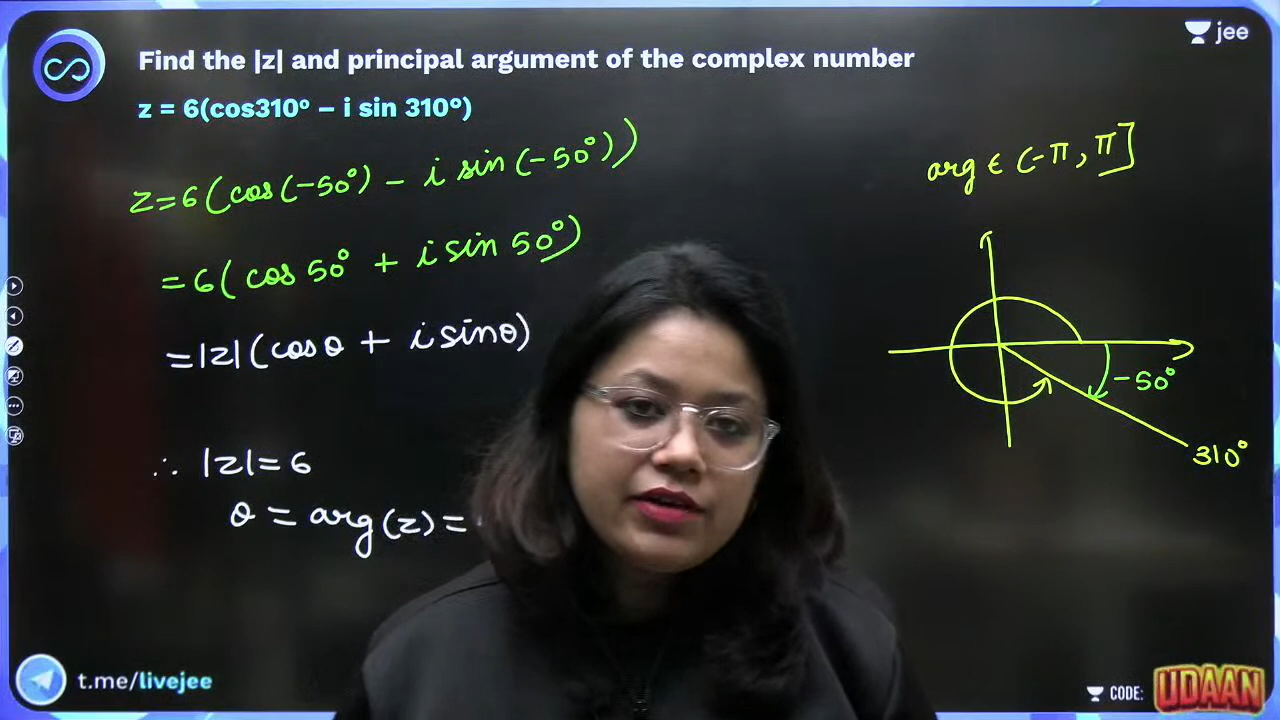 Find the |z| and principal argument of the complex number
z = 6(cos310° – i sin 310°)
jee
z=6(cos(-50°) - i sin(-50°))
=6(cos 50° + i sin 50°)
=|z|(cosθ + i sinθ)
∴ |z|=6
θ = arg(z)=
arg ∈ (-π, π]
-50°
310°
t.me/livejee
CODE: UDAAN